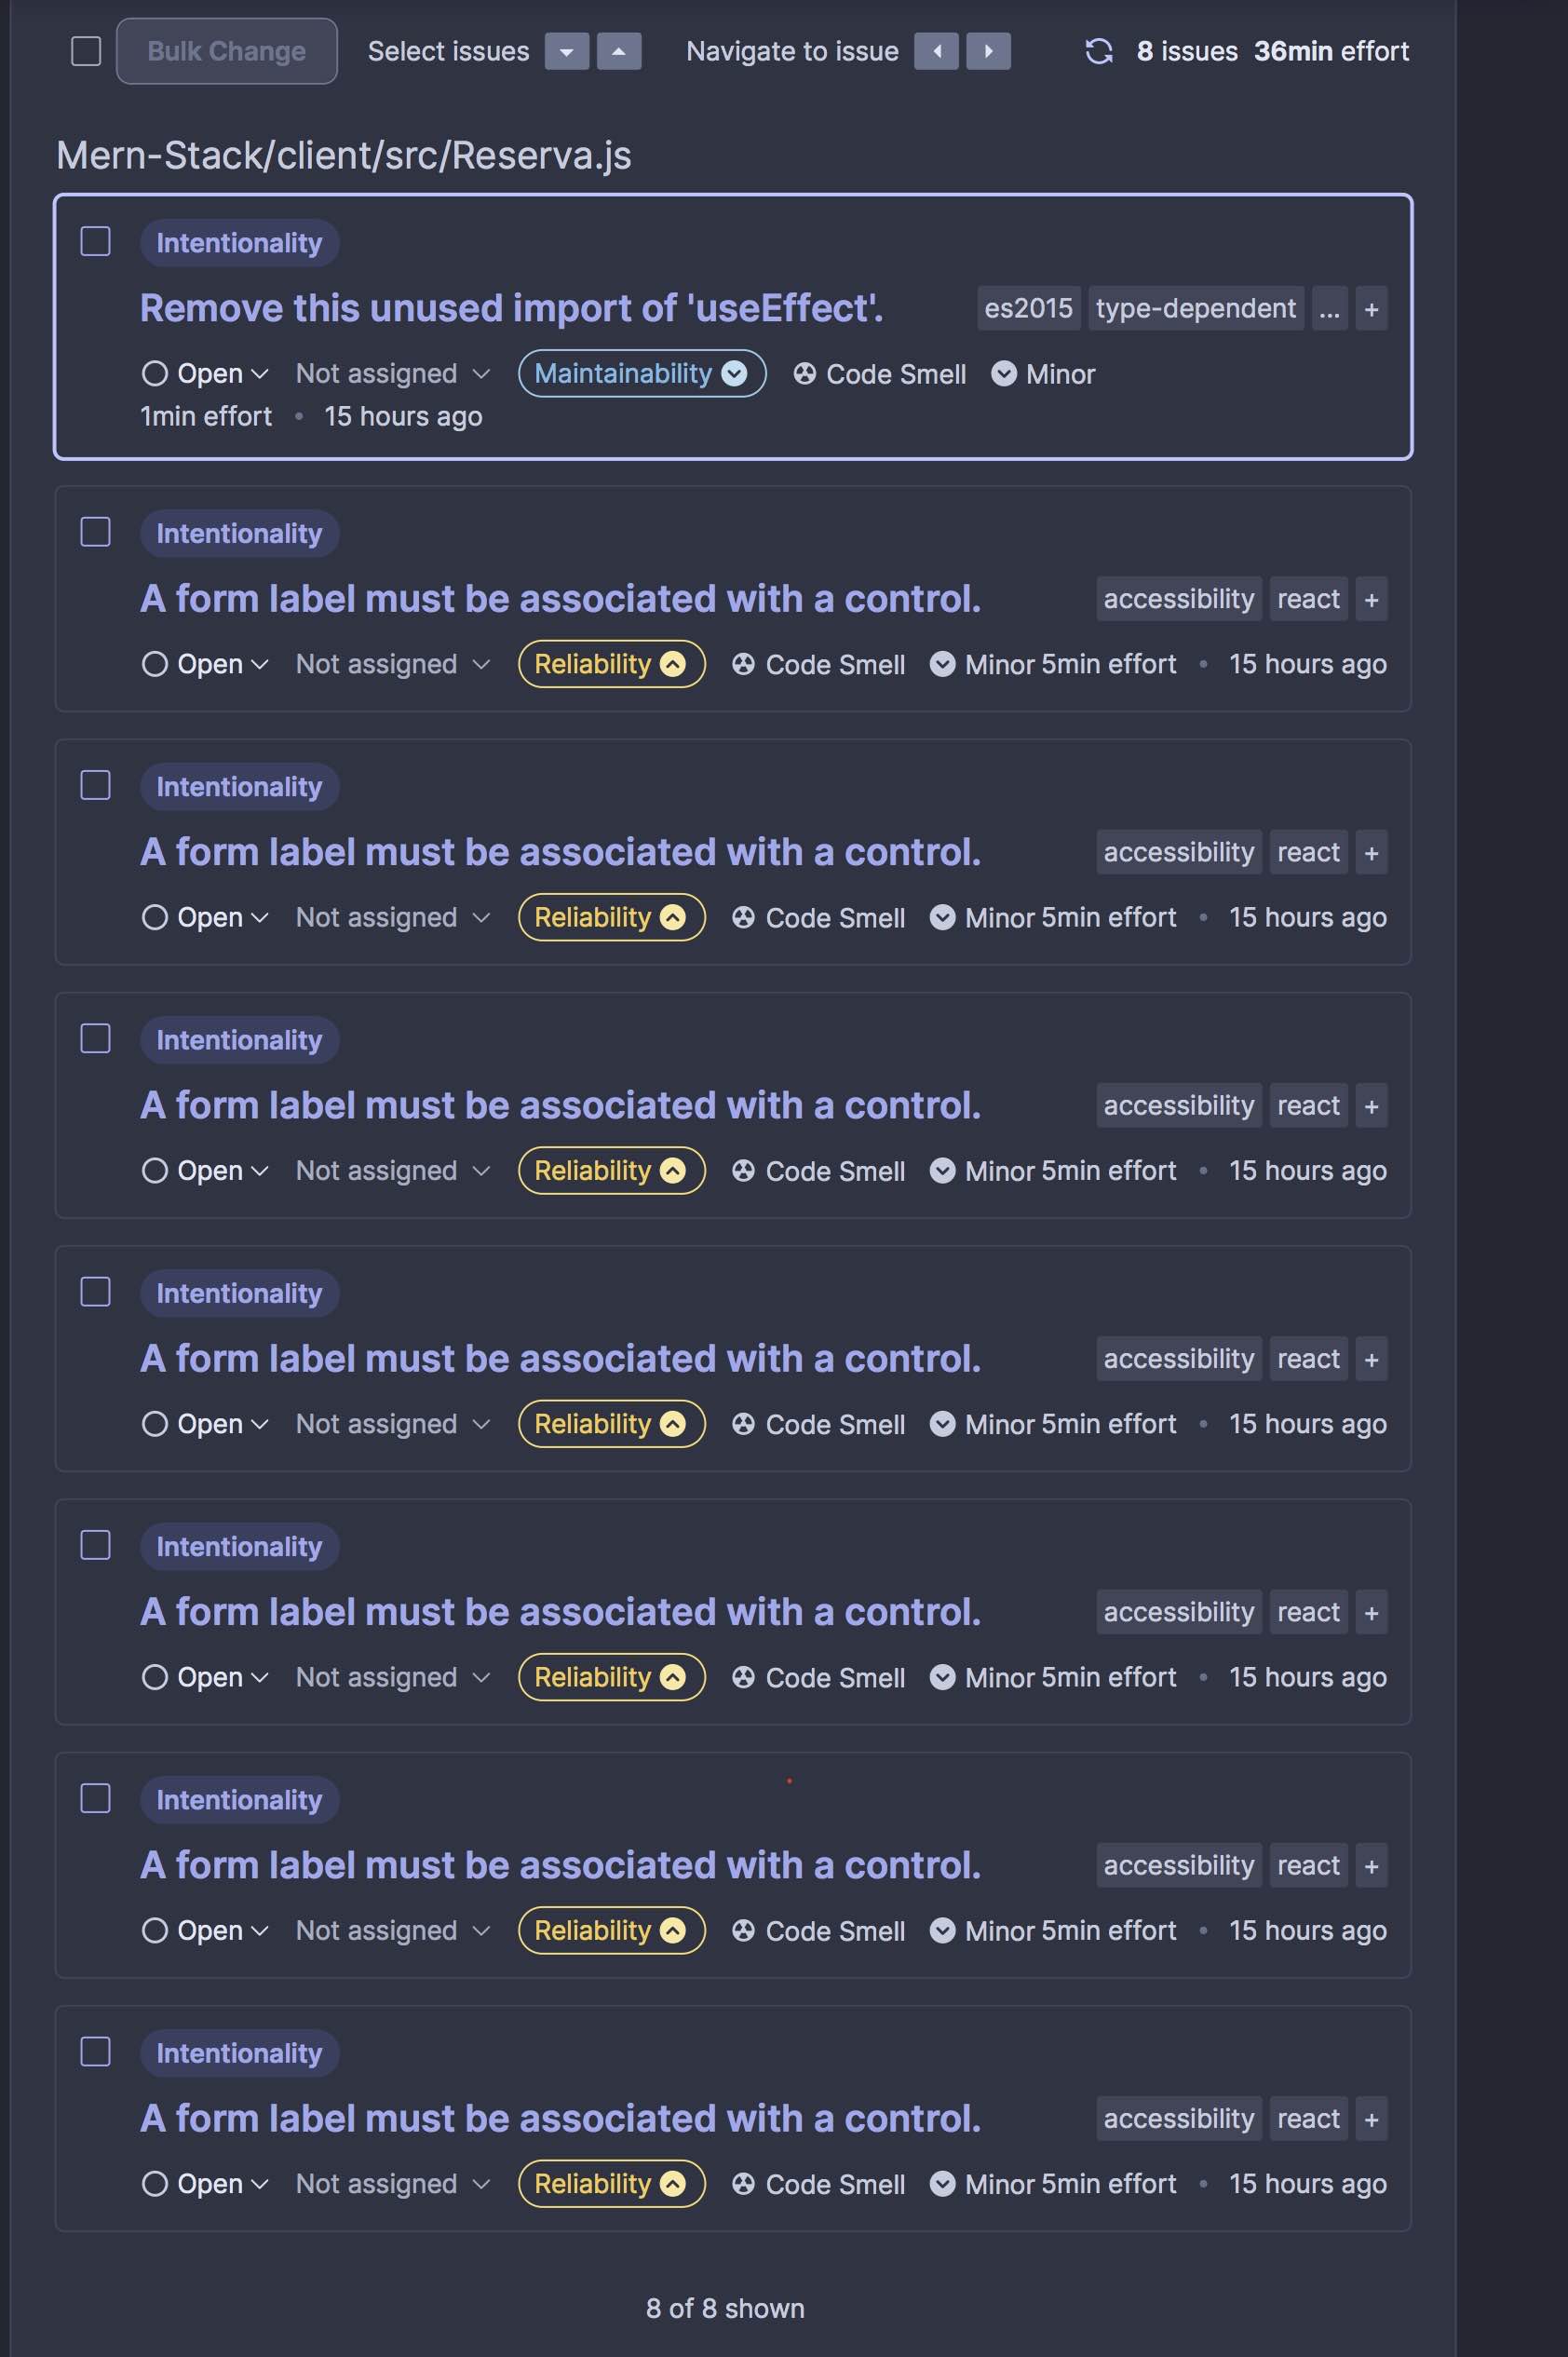 Bulk Change Select issues Navigate to issue 8 issues 36min effort
Mern-Stack/client/src/Reserva.js
Intentionality
Remove this unused import of 'useEffect'. es2015 type-dependent ... +
Open Not assigned Maintainability Code Smell Minor
1min effort • 15 hours ago
Intentionality
A form label must be associated with a control. accessibility react +
Open Not assigned Reliability Code Smell Minor 5min effort • 15 hours ago
Intentionality
A form label must be associated with a control. accessibility react +
Open Not assigned Reliability Code Smell Minor 5min effort • 15 hours ago
Intentionality
A form label must be associated with a control. accessibility react +
Open Not assigned Reliability Code Smell Minor 5min effort • 15 hours ago
Intentionality
A form label must be associated with a control. accessibility react +
Open Not assigned Reliability Code Smell Minor 5min effort • 15 hours ago
Intentionality
A form label must be associated with a control. accessibility react +
Open Not assigned Reliability Code Smell Minor 5min effort • 15 hours ago
Intentionality
A form label must be associated with a control. accessibility react +
Open Not assigned Reliability Code Smell Minor 5min effort • 15 hours ago
Intentionality
A form label must be associated with a control. accessibility react +
Open Not assigned Reliability Code Smell Minor 5min effort • 15 hours ago
8 of 8 shown